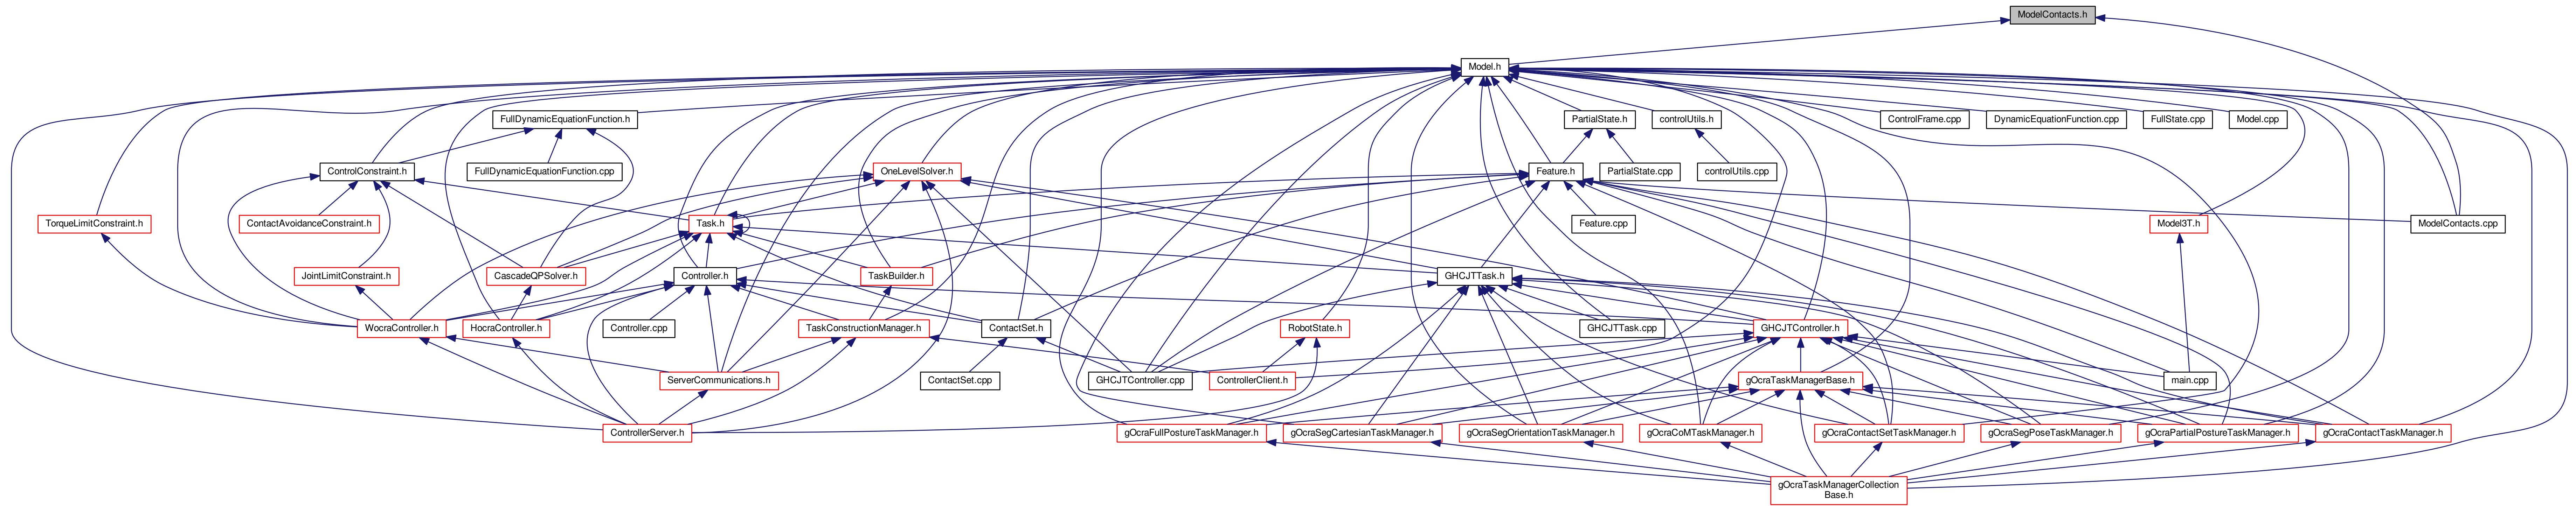 ModelContacts.h
Model.h
FullDynamicEquationFunction.h
PartialState.h
controlUtils.h
ControlFrame.cpp
DynamicEquationFunction.cpp
FullState.cpp
Model.cpp
ControlConstraint.h
FullDynamicEquationFunction.cpp
OneLevelSolver.h
Feature.h
PartialState.cpp
controlUtils.cpp
TorqueLimitConstraint.h
ContactAvoidanceConstraint.h
Task.h
Feature.cpp
Model3T.h
ModelContacts.cpp
JointLimitConstraint.h
CascadeQPSolver.h
Controller.h
TaskBuilder.h
GHCJTTask.h
WocraController.h
HocraController.h
Controller.cpp
TaskConstructionManager.h
ContactSet.h
RobotState.h
GHCJTTask.cpp
GHCJTController.h
ServerCommunications.h
ContactSet.cpp
GHCJTController.cpp
ControllerClient.h
gOcraTaskManagerBase.h
main.cpp
ControllerServer.h
gOcraFullPostureTaskManager.h
gOcraSegCartesianTaskManager.h
gOcraSegOrientationTaskManager.h
gOcraCoMTaskManager.h
gOcraContactSetTaskManager.h
gOcraSegPoseTaskManager.h
gOcraPartialPostureTaskManager.h
gOcraContactTaskManager.h
gOcraTaskManagerCollection
Base.h